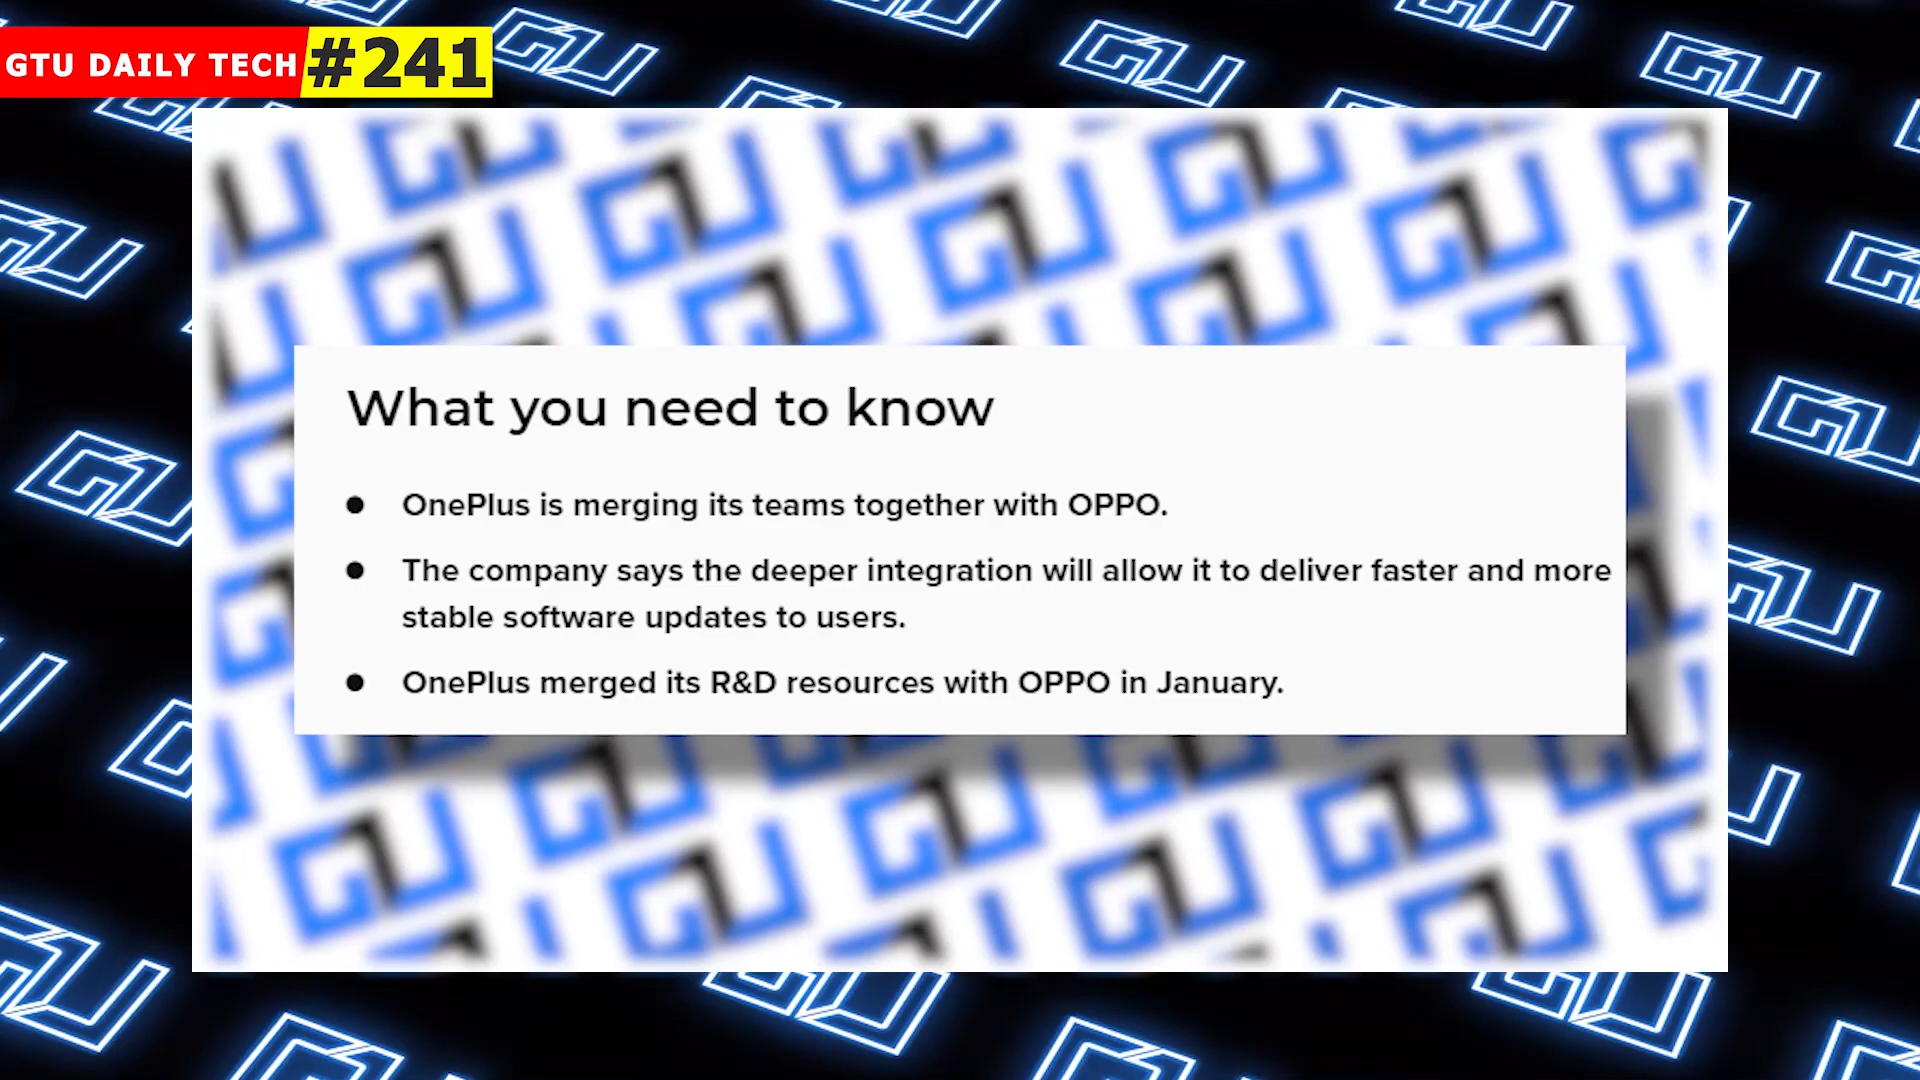 GTU DAILY TECH #241
What you need to know
● OnePlus is merging its teams together with OPPO.
● The company says the deeper integration will allow it to deliver faster and more
stable software updates to users.
● OnePlus merged its R&D resources with OPPO in January.